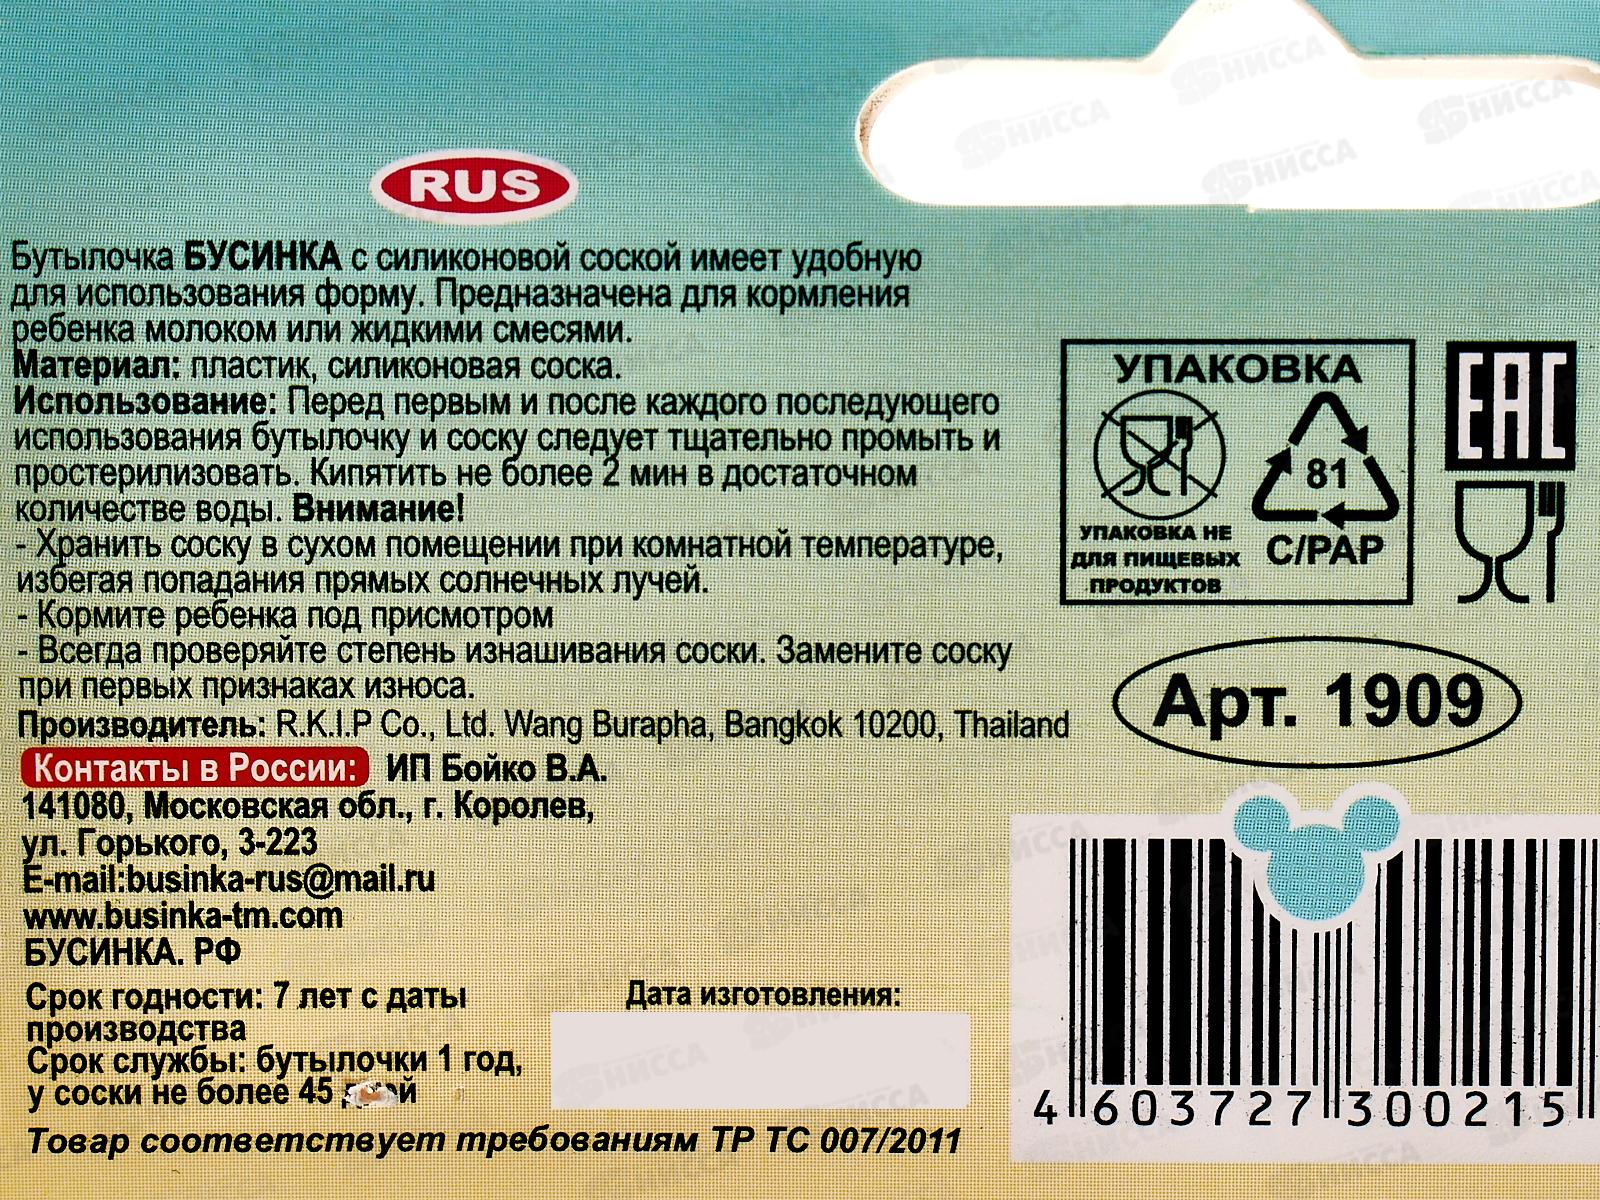 RUS
Бутылочка БУСИНКА с силиконовой соской имеет удобную
для использования форму. Предназначена для кормления
ребенка молоком или жидкими смесями.
Материал: пластик, силиконовая соска.
Использование: Перед первым и после каждого последующего
использования бутылочку и соску следует тщательно промыть и
простерилизовать. Кипятить не более 2 мин в достаточном
количестве воды. Внимание!
- Хранить соску в сухом помещении при комнатной температуре,
избегая попадания прямых солнечных лучей.
- Кормите ребенка под присмотром
- Всегда проверяйте степень изнашивания соски. Замените соску
при первых признаках износа.
Производитель: R.K.I.P Co., Ltd. Wang Burapha, Bangkok 10200, Thailand
Контакты в России: ИП Бойко В.А.
141080, Московская обл., г. Королев,
ул. Горького, 3-223
E-mail:businka-rus@mail.ru
www.businka-tm.com
БУСИНКА. РФ
Срок годности: 7 лет с даты
производства
Срок службы: бутылочки 1 год,
у соски не более 45
Дата изготовления:
Товар соответствует требованиям ТР ТС 007/2011
УПАКОВКА
81
C/PAP
УПАКОВКА НЕ
ДЛЯ ПИЩЕВЫХ
ПРОДУКТОВ
EAC
Арт. 1909
4 603727 300215
НИССА